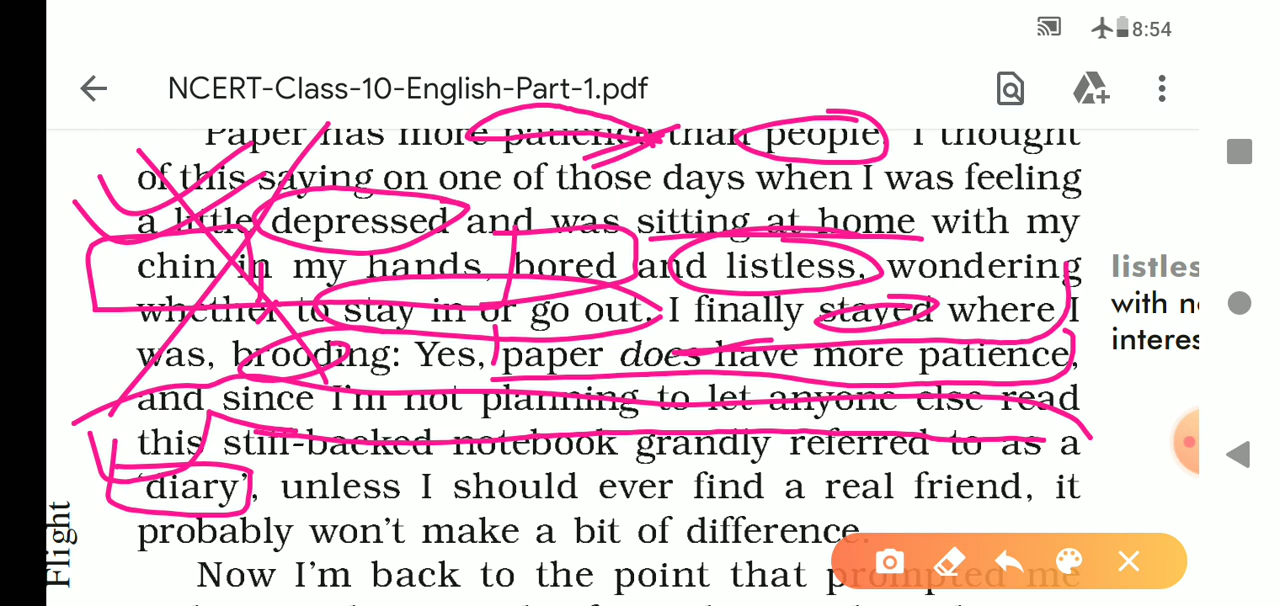 8:54
NCERT-Class-10-English-Part-1.pdf
Paper has more patience than people. I thought
of this saying on one of those days when I was feeling
a little depressed and was sitting at home with my
chin in my hands, bored and listless, wondering
whether to stay in or go out. I finally stayed where I
was, brooding: Yes, paper does have more patience,
and since I'm not planning to let anyone else read
this stiff-backed notebook grandly referred to as a
'diary', unless I should ever find a real friend, it
probably won't make a bit of difference.
Now I'm back to the point that prompted me
listles
with n
interes
Flight